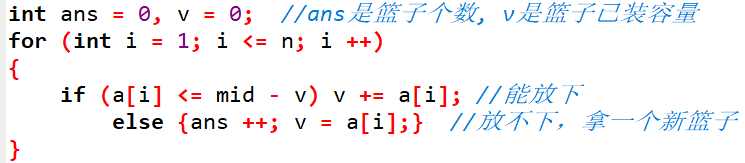 int ans = 0, v = 0;  //ans是篮子个数, v是篮子已装容量
for (int i = 1; i <= n; i ++)
{
    if (a[i] <= mid - v) v += a[i]; //能放下
        else {ans ++; v = a[i];}  //放不下，拿一个新篮子
}